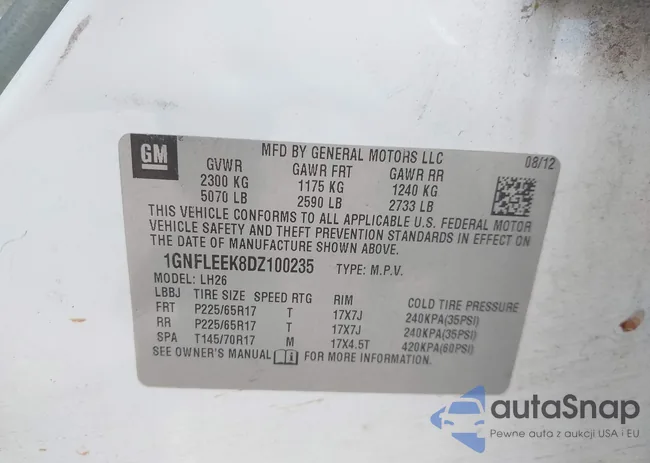 GM
MFD BY GENERAL MOTORS LLC
08/12
GVWR GAWR FRT GAWR RR
2300 KG 1175 KG 1240 KG
5070 LB 2590 LB 2733 LB
THIS VEHICLE CONFORMS TO ALL APPLICABLE U.S. FEDERAL MOTOR
VEHICLE SAFETY AND THEFT PREVENTION STANDARDS IN EFFECT ON
THE DATE OF MANUFACTURE SHOWN ABOVE.
1GNFLEEK8DZ100235 TYPE: M.P.V.
MODEL: LH26
LBBJ TIRE SIZE SPEED RTG RIM COLD TIRE PRESSURE
FRT P225/65R17 T 17X7J 240KPA(35PSI)
RR P225/65R17 T 17X7J 240KPA(35PSI)
SPA T145/70R17 M 17X4.5T 420KPA(60PSI)
SEE OWNER'S MANUAL i FOR MORE INFORMATION.
autaSnap
Pewne auta z aukcji USA i EU